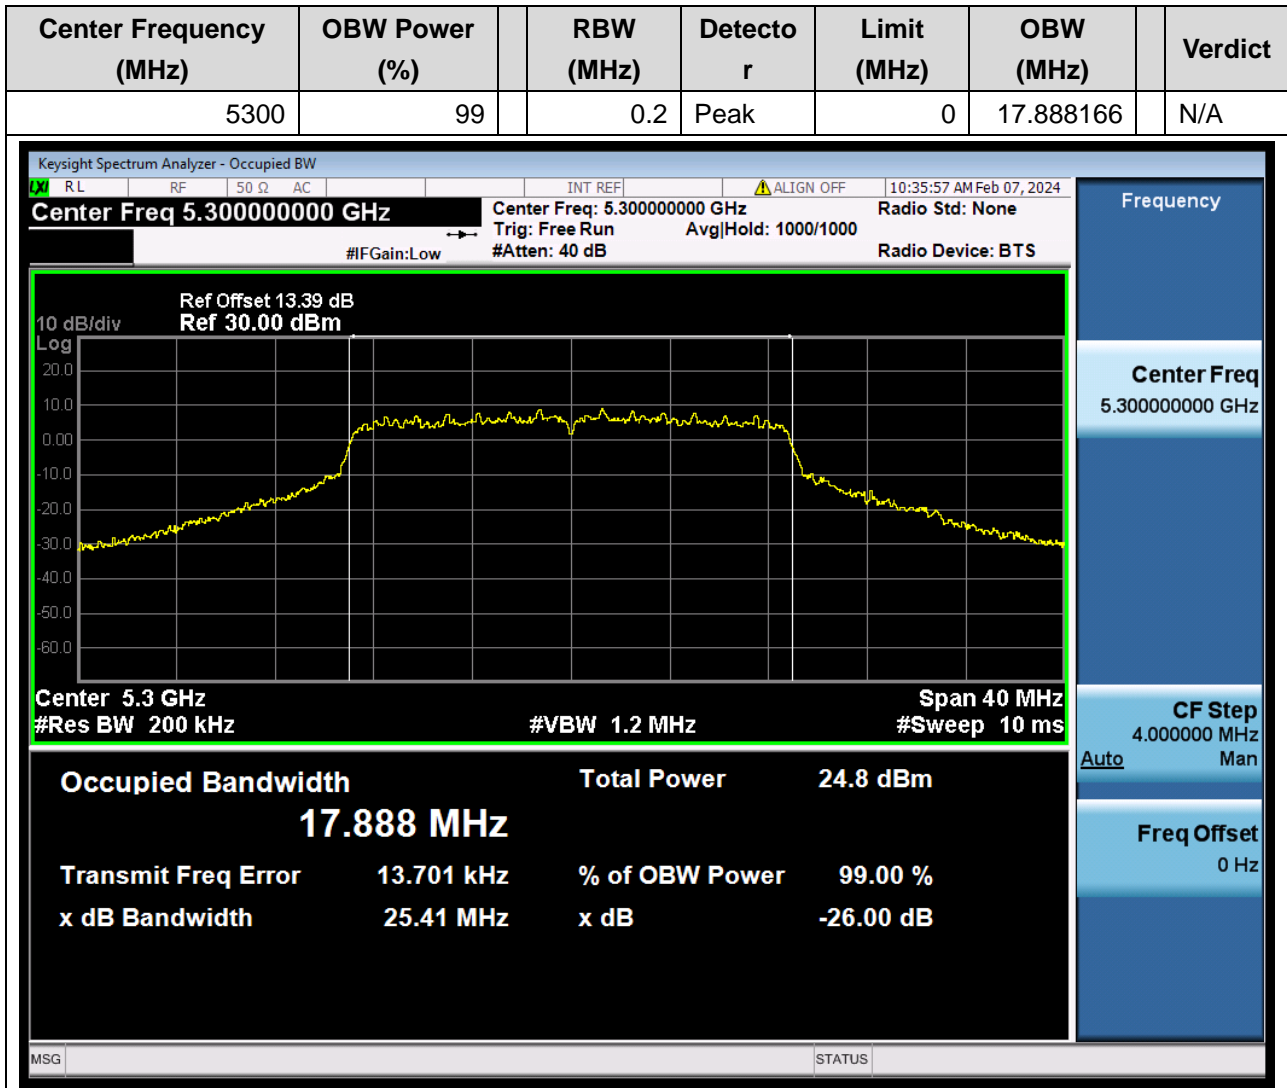 Center Frequency (MHz) OBW Power (%) RBW (MHz) Detecto r Limit (MHz) OBW (MHz) Verdict
5300 99 0.2 Peak 0 17.888166 N/A
Keysight Spectrum Analyzer - Occupied BW
LXI RL RF 50 Ω AC INT REF ALIGN OFF 10:35:57 AM Feb 07, 2024
Center Freq 5.300000000 GHz Center Freq: 5.300000000 GHz Radio Std: None
Trig: Free Run Avg|Hold: 1000/1000
#IFGain:Low #Atten: 40 dB Radio Device: BTS
Frequency
Ref Offset 13.39 dB
10 dB/div Ref 30.00 dBm
Log
20.0
10.0
0.00
-10.0
-20.0
-30.0
-40.0
-50.0
-60.0
Center 5.3 GHz Span 40 MHz
#Res BW 200 kHz #VBW 1.2 MHz #Sweep 10 ms
Center Freq
5.300000000 GHz
CF Step
4.000000 MHz
Auto Man
Freq Offset
0 Hz
Occupied Bandwidth Total Power 24.8 dBm
17.888 MHz
Transmit Freq Error 13.701 kHz % of OBW Power 99.00 %
x dB Bandwidth 25.41 MHz x dB -26.00 dB
MSG STATUS